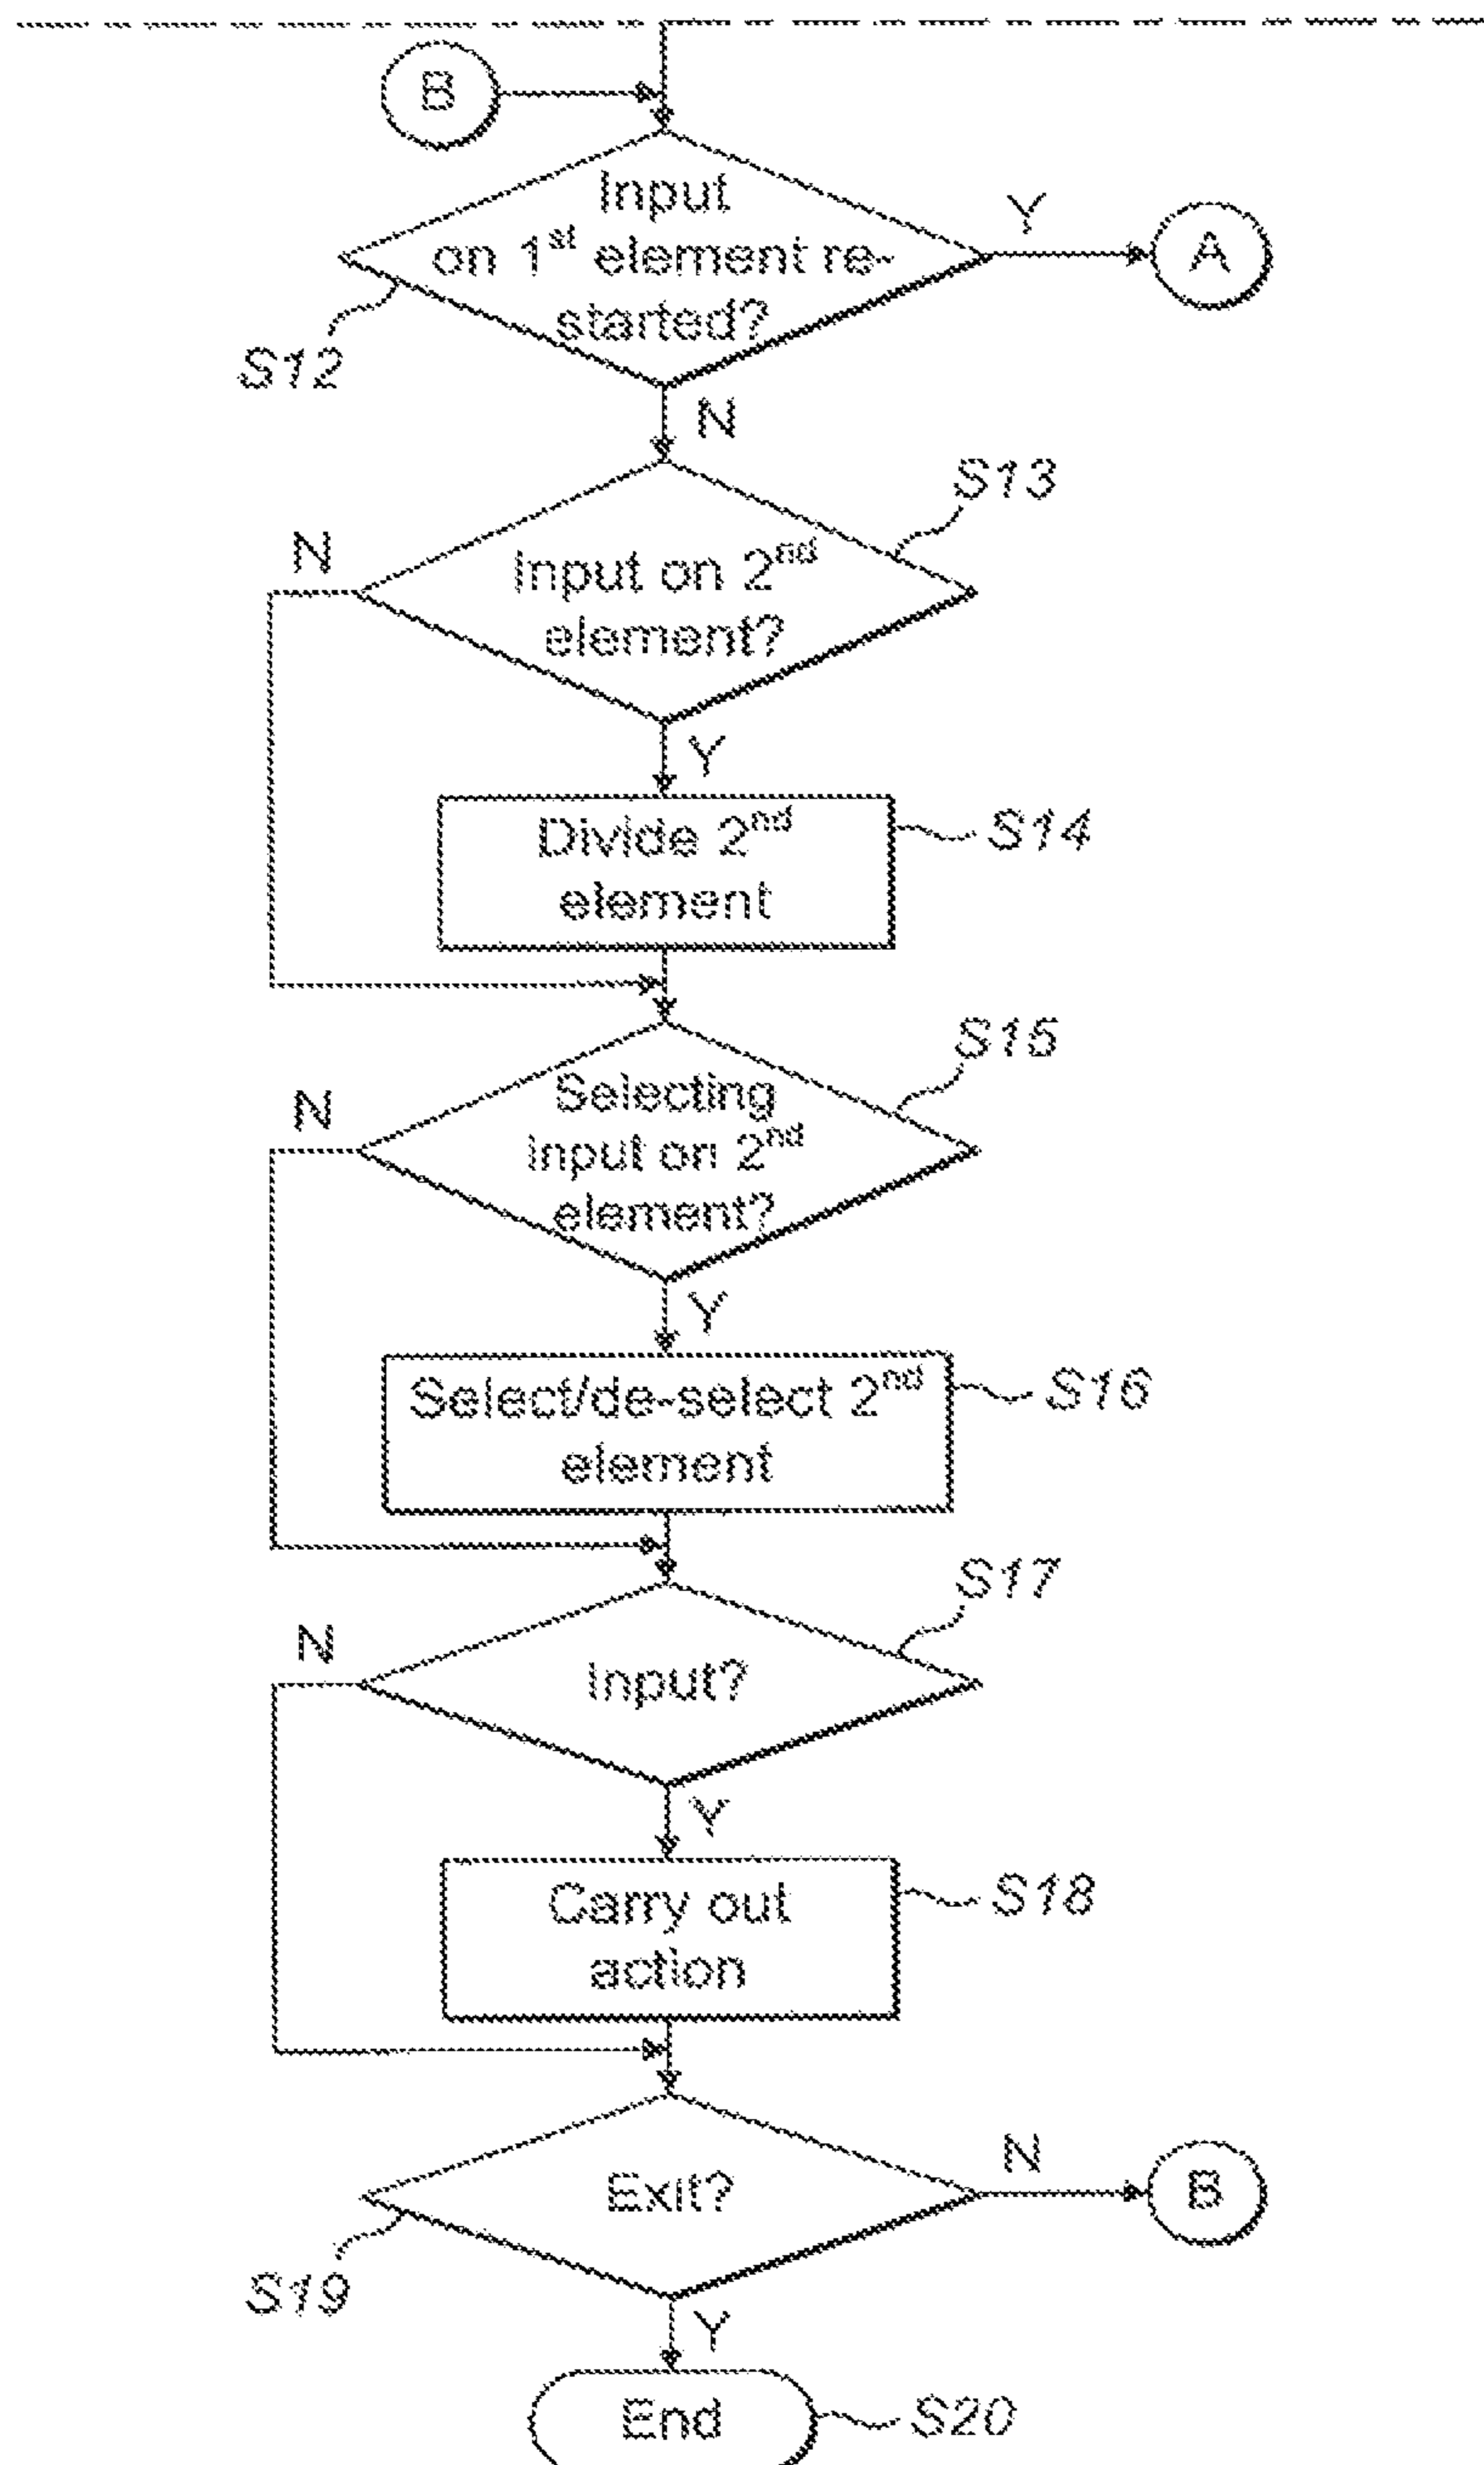 B
Input
on 1st element re-
started?
Y
A
S12
N
S13
N
Input on 2nd
element?
Y
Divide 2nd
element
S14
S15
N
Selecting
input on 2nd
element?
Y
Select/de-select 2nd
element
S16
S17
N
Input?
Y
Carry out
action
S18
Exit?
N
B
S19
Y
End
S20